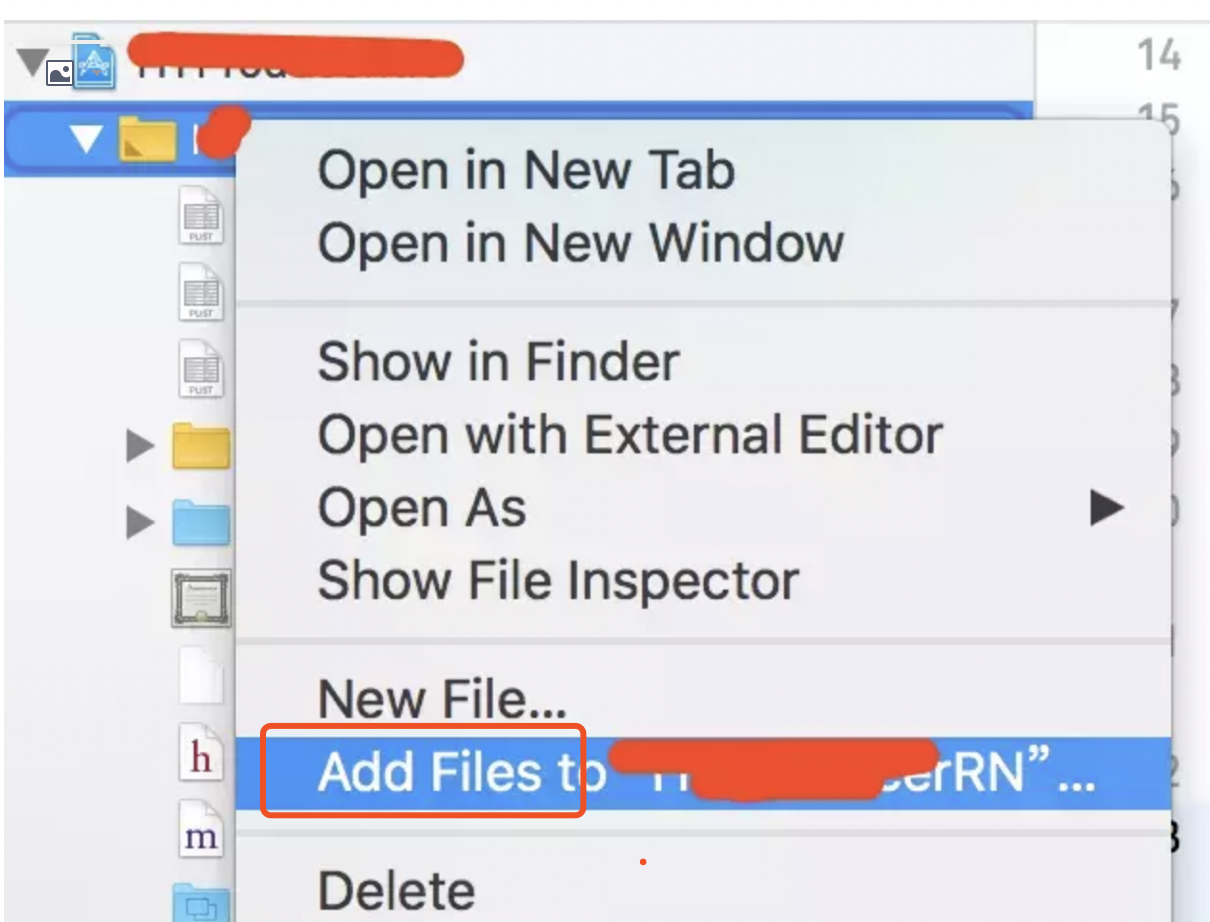 14
15
Open in New Tab
Open in New Window
PLIST
PLIST
Show in Finder
PLIST
Open with External Editor
Open As
Show File Inspector
New File...
h
Add Files to “ erRN”...
m
Delete